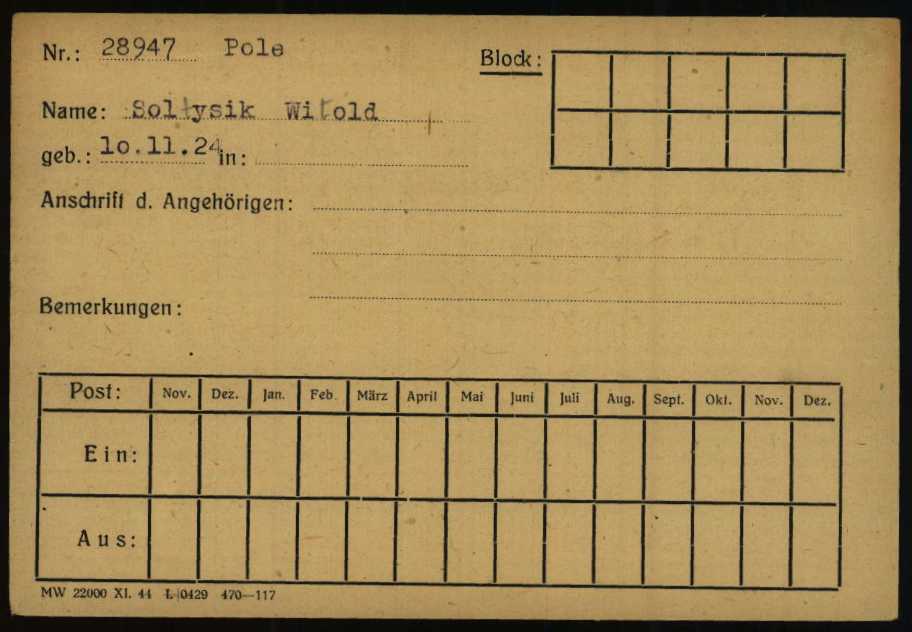 Nr.: 28947 Pole
Block:
Name: Sołtysik Witold
geb.: 10.11.24 in:
Anschrift d. Angehörigen:
Bemerkungen:
Post: Nov. Dez. Jan. Feb. März April Mai Juni Juli Aug. Sept. Okt. Nov. Dez.
Ein:
Aus:
MW 22000 XI. 44 L 0429 470—117